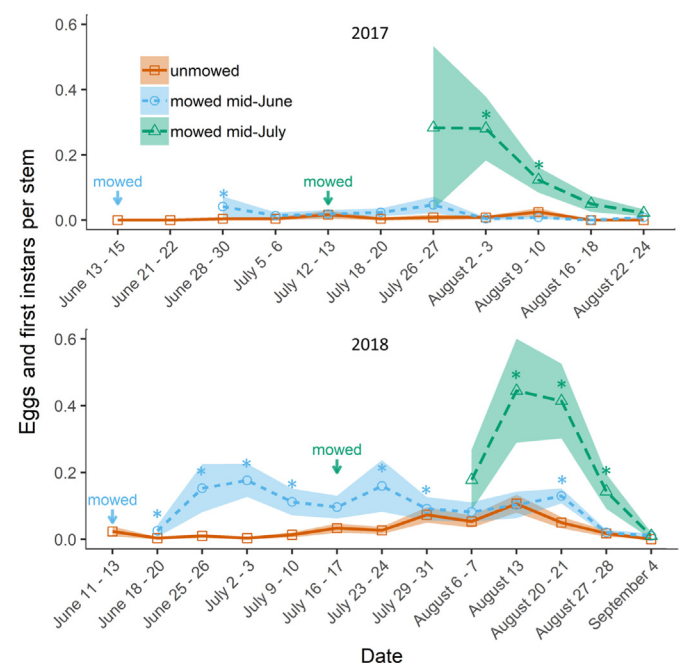 Eggs and first instars per stem
2017
0.6
0.4
0.2
0.0
unmowed
mowed mid-June
mowed mid-July
mowed
mowed
*
*
*
June 13 - 15
June 21 - 22
June 28 - 30
July 5 - 6
July 12 - 13
July 18 - 20
July 26 - 27
August 2 - 3
August 9 - 10
August 16 - 18
August 22 - 24
2018
0.6
0.4
0.2
0.0
mowed
mowed
*
*
*
*
*
*
*
*
*
*
June 11 - 13
June 18 - 20
June 25 - 26
July 2 - 3
July 9 - 10
July 16 - 17
July 23 - 24
July 29 - 31
August 6 - 7
August 13
August 20 - 21
August 27 - 28
September 4
Date